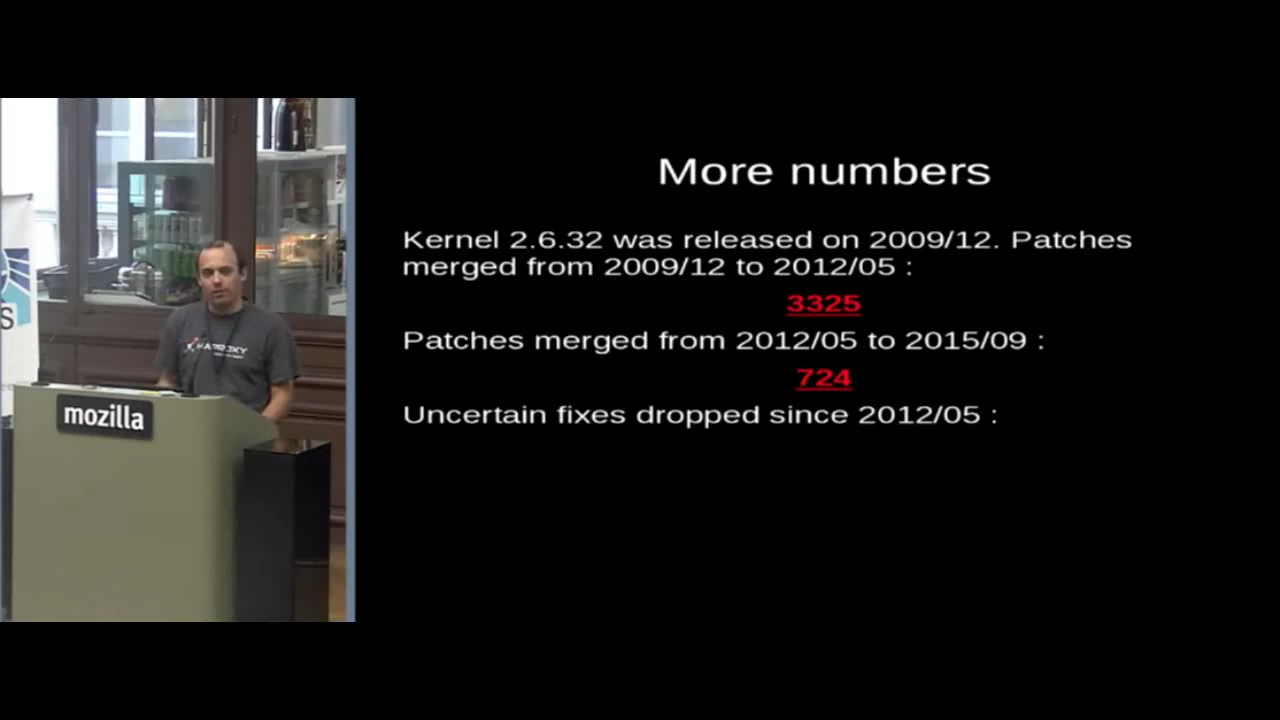 More numbers
Kernel 2.6.32 was released on 2009/12. Patches
merged from 2009/12 to 2012/05 :
3325
Patches merged from 2012/05 to 2015/09 :
724
Uncertain fixes dropped since 2012/05 :
HAPROXY
mozilla
S